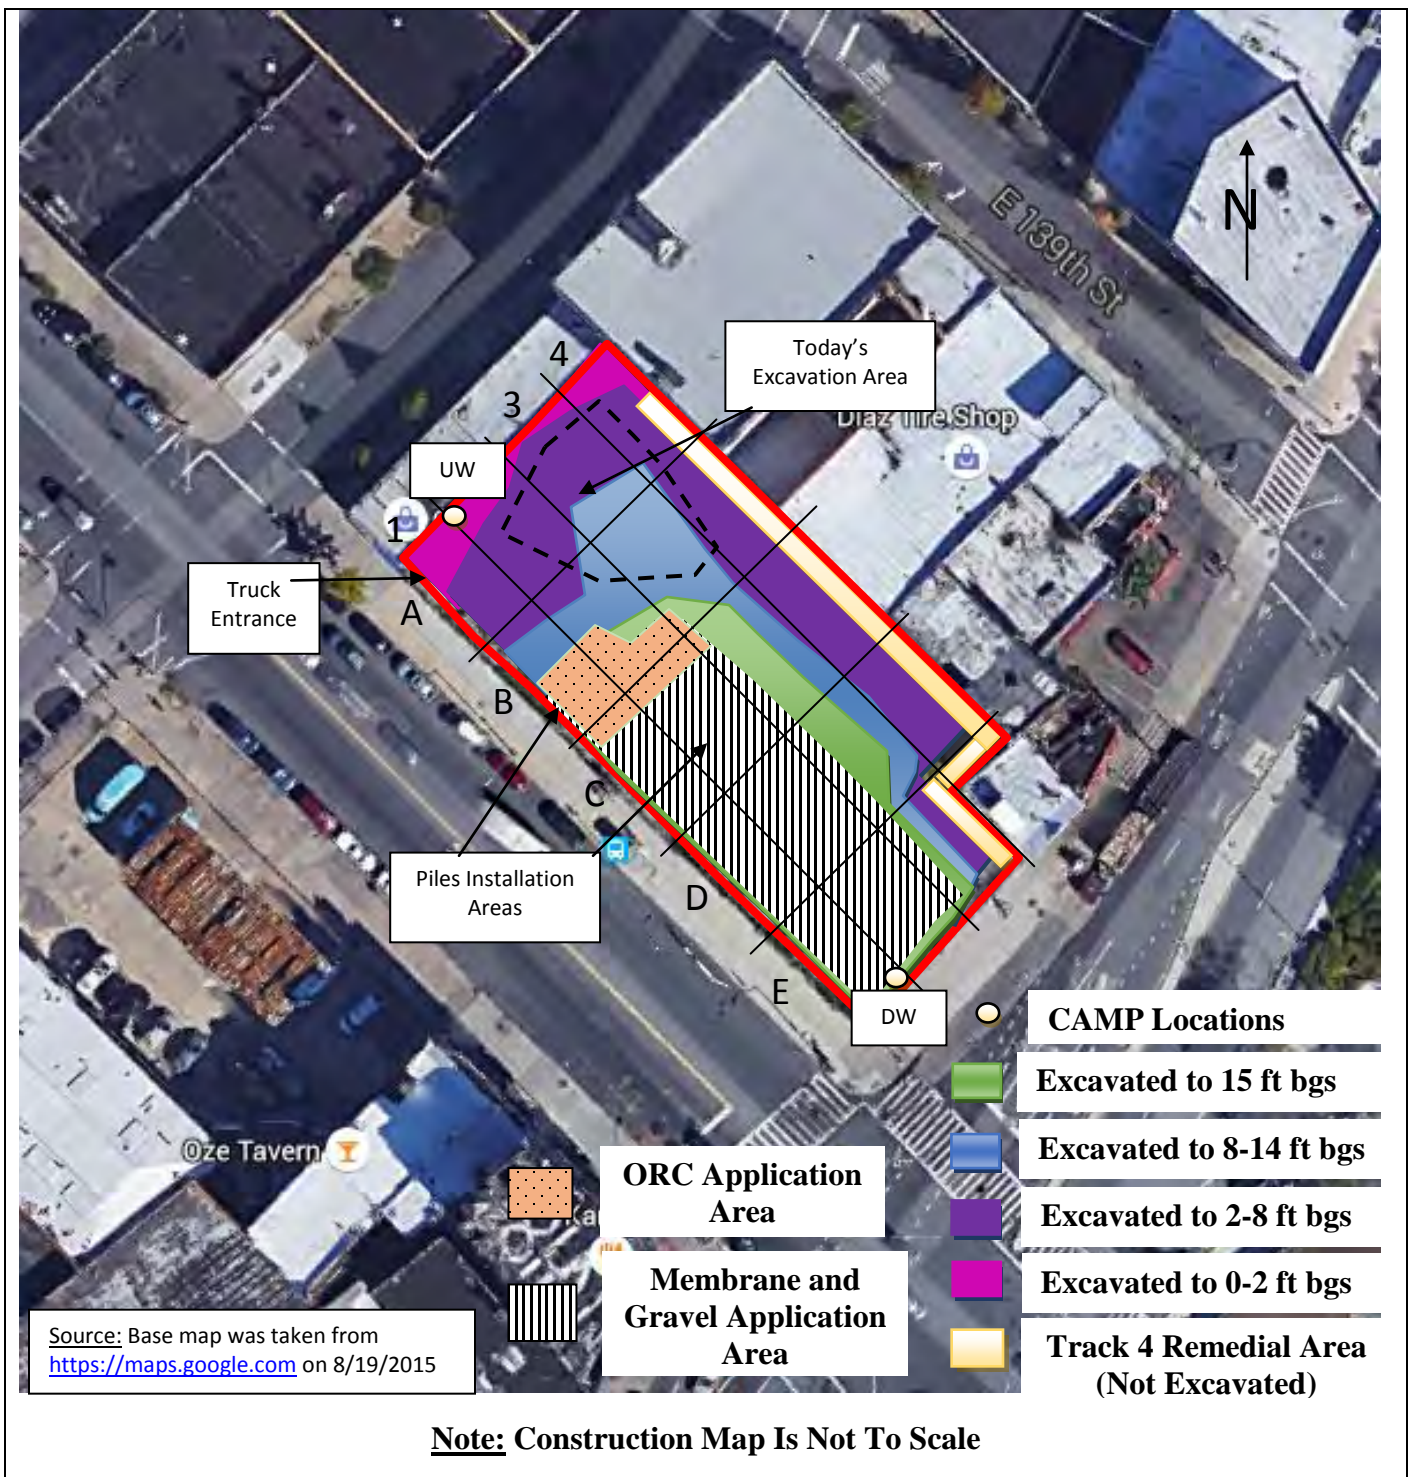 E 139th St
N
4
Today's
Excavation Area
3
Diaz Tire Shop
UW
1
Truck
Entrance
A
B
C
Piles Installation
Areas
D
E
DW
CAMP Locations
Excavated to 15 ft bgs
Excavated to 8-14 ft bgs
Oze Tavern
ORC Application
Area
Excavated to 2-8 ft bgs
Membrane and
Gravel Application
Area
Excavated to 0-2 ft bgs
Track 4 Remedial Area
(Not Excavated)
Source: Base map was taken from
https://maps.google.com on 8/19/2015
Note: Construction Map Is Not To Scale